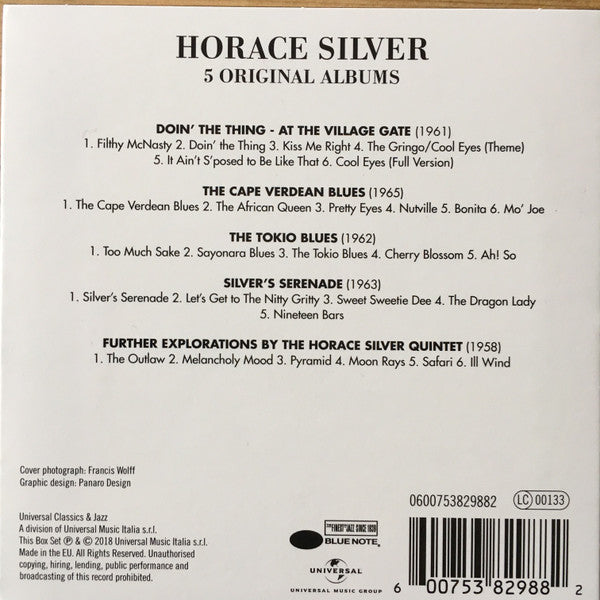 HORACE SILVER
5 ORIGINAL ALBUMS
DOIN' THE THING - AT THE VILLAGE GATE (1961)
1. Filthy McNasty 2. Doin' the Thing 3. Kiss Me Right 4. The Gringo/Cool Eyes (Theme)
5. It Ain't S'posed to Be Like That 6. Cool Eyes (Full Version)
THE CAPE VERDEAN BLUES (1965)
1. The Cape Verdean Blues 2. The African Queen 3. Pretty Eyes 4. Nutville 5. Bonita 6. Mo' Joe
THE TOKIO BLUES (1962)
1. Too Much Sake 2. Sayonara Blues 3. The Tokio Blues 4. Cherry Blossom 5. Ah! So
SILVER'S SERENADE (1963)
1. Silver's Serenade 2. Let's Get to The Nitty Gritty 3. Sweet Sweetie Dee 4. The Dragon Lady
5. Nineteen Bars
FURTHER EXPLORATIONS BY THE HORACE SILVER QUINTET (1958)
1. The Outlaw 2. Melancholy Mood 3. Pyramid 4. Moon Rays 5. Safari 6. Ill Wind
Cover photograph: Francis Wolff
Graphic design: Panaro Design
Universal Classics & Jazz
A division of Universal Music Italia s.r.l.
This Box Set ℗ & © 2018 Universal Music Italia s.r.l.
Made in the EU. All Rights Reserved. Unauthorised
copying, hiring, lending, public performance and
broadcasting of this record prohibited.
THE FINEST IN JAZZ SINCE 1939
BLUE NOTE
UNIVERSAL
UNIVERSAL MUSIC GROUP
0600753829882
LC 00133
6 00753 82988 2